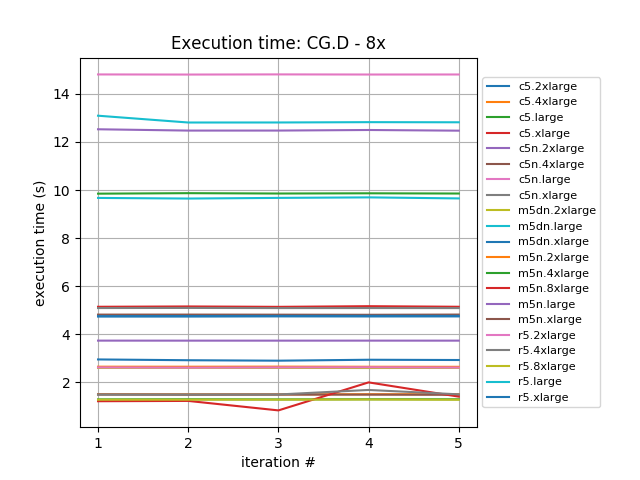 Execution time: CG.D - 8x
execution time (s)
14
12
10
8
6
4
2
1
2
3
4
5
iteration #
c5.2xlarge
c5.4xlarge
c5.large
c5.xlarge
c5n.2xlarge
c5n.4xlarge
c5n.large
c5n.xlarge
m5dn.2xlarge
m5dn.large
m5dn.xlarge
m5n.2xlarge
m5n.4xlarge
m5n.8xlarge
m5n.large
m5n.xlarge
r5.2xlarge
r5.4xlarge
r5.8xlarge
r5.large
r5.xlarge